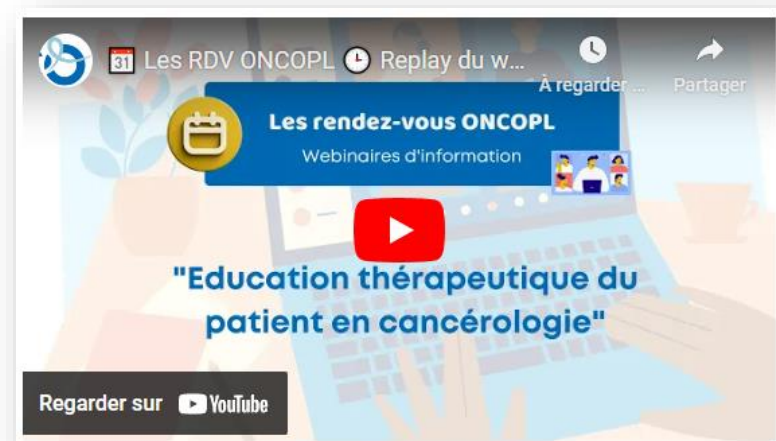 31 Les RDV ONCOPL Replay du w...
À regarder ... Partager
Les rendez-vous ONCOPL
Webinaires d'information
"Education thérapeutique du
patient en cancérologie"
Regarder sur YouTube